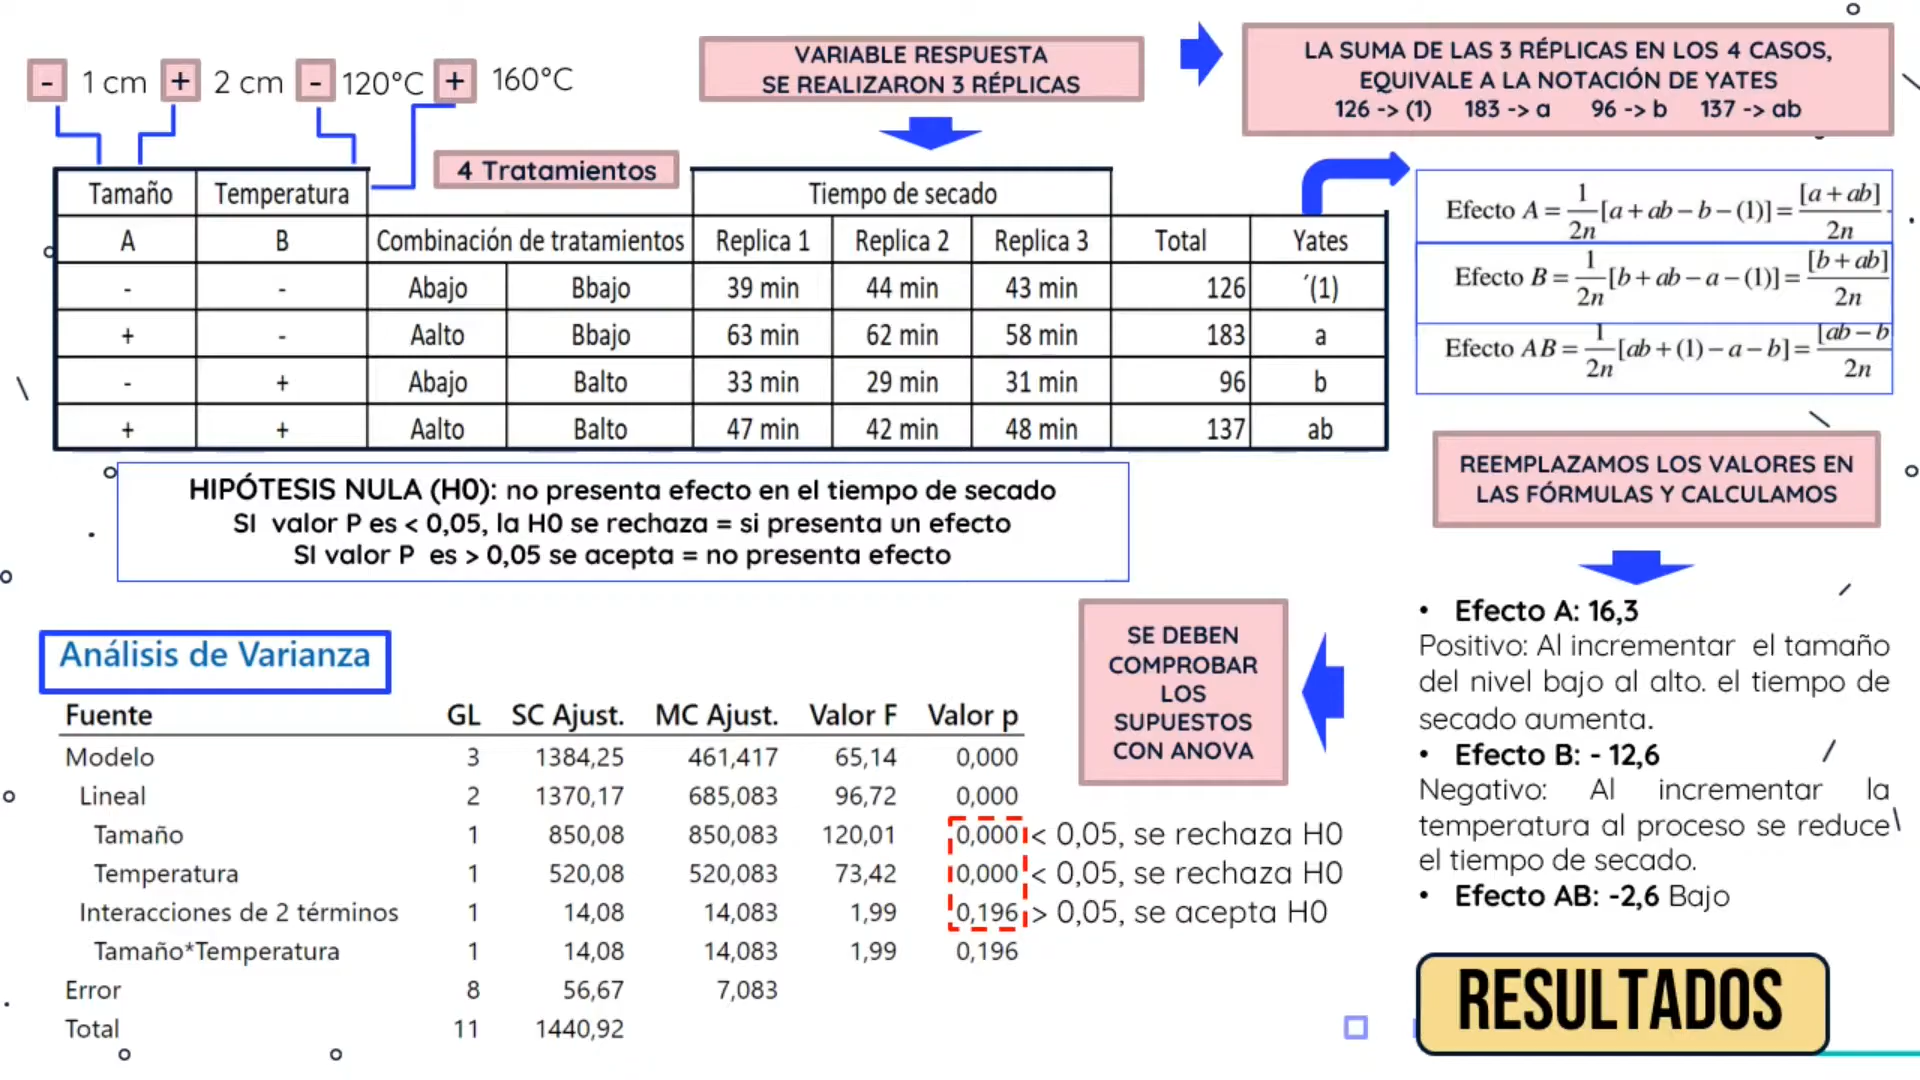 - 1 cm + 2 cm - 120°C + 160°C
VARIABLE RESPUESTA
SE REALIZARON 3 RÉPLICAS
LA SUMA DE LAS 3 RÉPLICAS EN LOS 4 CASOS,
EQUIVALE A LA NOTACIÓN DE YATES
126 -> (1) 183 -> a 96 -> b 137 -> ab
4 Tratamientos
Tamaño Temperatura Tiempo de secado
A B Combinación de tratamientos Replica 1 Replica 2 Replica 3 Total Yates
- - Abajo Bbajo 39 min 44 min 43 min 126 ´(1)
+ - Aalto Bbajo 63 min 62 min 58 min 183 a
- + Abajo Balto 33 min 29 min 31 min 96 b
+ + Aalto Balto 47 min 42 min 48 min 137 ab
Efecto A = 1/2n [a + ab − b − (1)] = [a + ab] / 2n
Efecto B = 1/2n [b + ab − a − (1)] = [b + ab] / 2n
Efecto AB = 1/2n [ab + (1) − a − b] = [ab − b / 2n
HIPÓTESIS NULA (H0): no presenta efecto en el tiempo de secado
SI valor P es < 0,05, la H0 se rechaza = si presenta un efecto
SI valor P es > 0,05 se acepta = no presenta efecto
REEMPLAZAMOS LOS VALORES EN
LAS FÓRMULAS Y CALCULAMOS
• Efecto A: 16,3
Positivo: Al incrementar el tamaño
del nivel bajo al alto. el tiempo de
secado aumenta.
• Efecto B: - 12,6
Negativo: Al incrementar la
temperatura al proceso se reduce
el tiempo de secado.
• Efecto AB: -2,6 Bajo
SE DEBEN
COMPROBAR
LOS
SUPUESTOS
CON ANOVA
Análisis de Varianza
Fuente GL SC Ajust. MC Ajust. Valor F Valor p
Modelo 3 1384,25 461,417 65,14 0,000
Lineal 2 1370,17 685,083 96,72 0,000
Tamaño 1 850,08 850,083 120,01 0,000 < 0,05, se rechaza H0
Temperatura 1 520,08 520,083 73,42 0,000 < 0,05, se rechaza H0
Interacciones de 2 términos 1 14,08 14,083 1,99 0,196 > 0,05, se acepta H0
Tamaño*Temperatura 1 14,08 14,083 1,99 0,196
Error 8 56,67 7,083
Total 11 1440,92
RESULTADOS